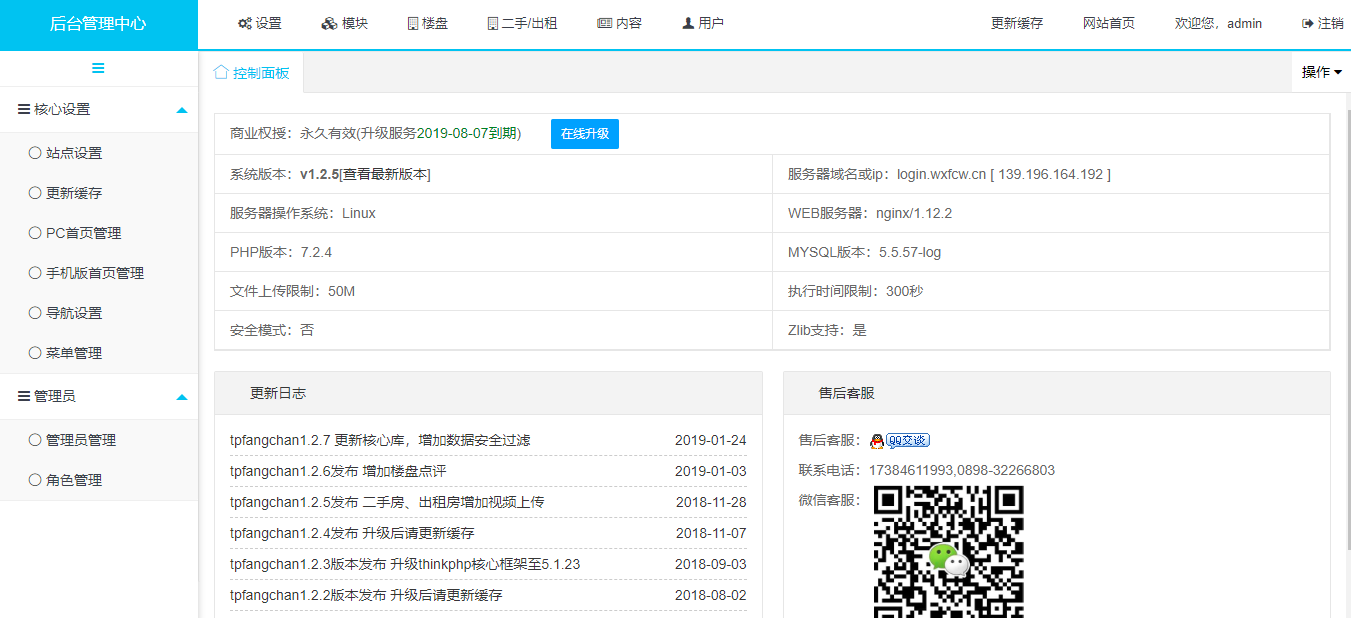 后台管理中心 设置 模块 楼盘 二手/出租 内容 用户 更新缓存 网站首页 欢迎您，admin 注销
控制面板 操作
核心设置
站点设置
更新缓存
PC首页管理
手机版首页管理
导航设置
菜单管理
管理员
管理员管理
角色管理
商业权授：永久有效(升级服务2019-08-07到期) 在线升级
系统版本：v1.2.5[查看最新版本] 服务器域名或ip：login.wxfcw.cn [ 139.196.164.192 ]
服务器操作系统：Linux WEB服务器：nginx/1.12.2
PHP版本：7.2.4 MYSQL版本：5.5.57-log
文件上传限制：50M 执行时间限制：300秒
安全模式：否 Zlib支持：是
更新日志
tpfangchan1.2.7 更新核心库，增加数据安全过滤 2019-01-24
tpfangchan1.2.6发布 增加楼盘点评 2019-01-03
tpfangchan1.2.5发布 二手房、出租房增加视频上传 2018-11-28
tpfangchan1.2.4发布 升级后请更新缓存 2018-11-07
tpfangchan1.2.3版本发布 升级thinkphp核心框架至5.1.23 2018-09-03
tpfangchan1.2.2版本发布 升级后请更新缓存 2018-08-02
售后客服
售后客服： QQ交谈
联系电话：17384611993,0898-32266803
微信客服：